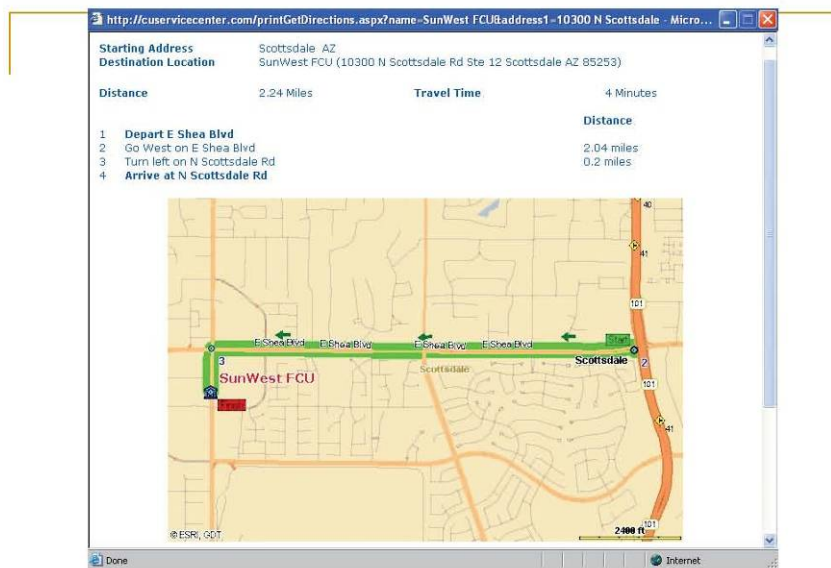 http://cuservicecenter.com/printGetDirections.aspx?name=SunWest FCU&address1=10300 N Scottsdale - Micro...
Starting Address Scottsdale AZ
Destination Location SunWest FCU (10300 N Scottsdale Rd Ste 12 Scottsdale AZ 85253)
Distance 2.24 Miles Travel Time 4 Minutes
Distance
1 Depart E Shea Blvd
2 Go West on E Shea Blvd 2.04 miles
3 Turn left on N Scottsdale Rd 0.2 miles
4 Arrive at N Scottsdale Rd
40
41
101
Start
E Shea Blvd E Shea Blvd E Shea Blvd E Shea Blvd
Scottsdale 2
3
Scottsdale
SunWest FCU
101
41
2400 ft
101
© ESRI, GDT
Done Internet